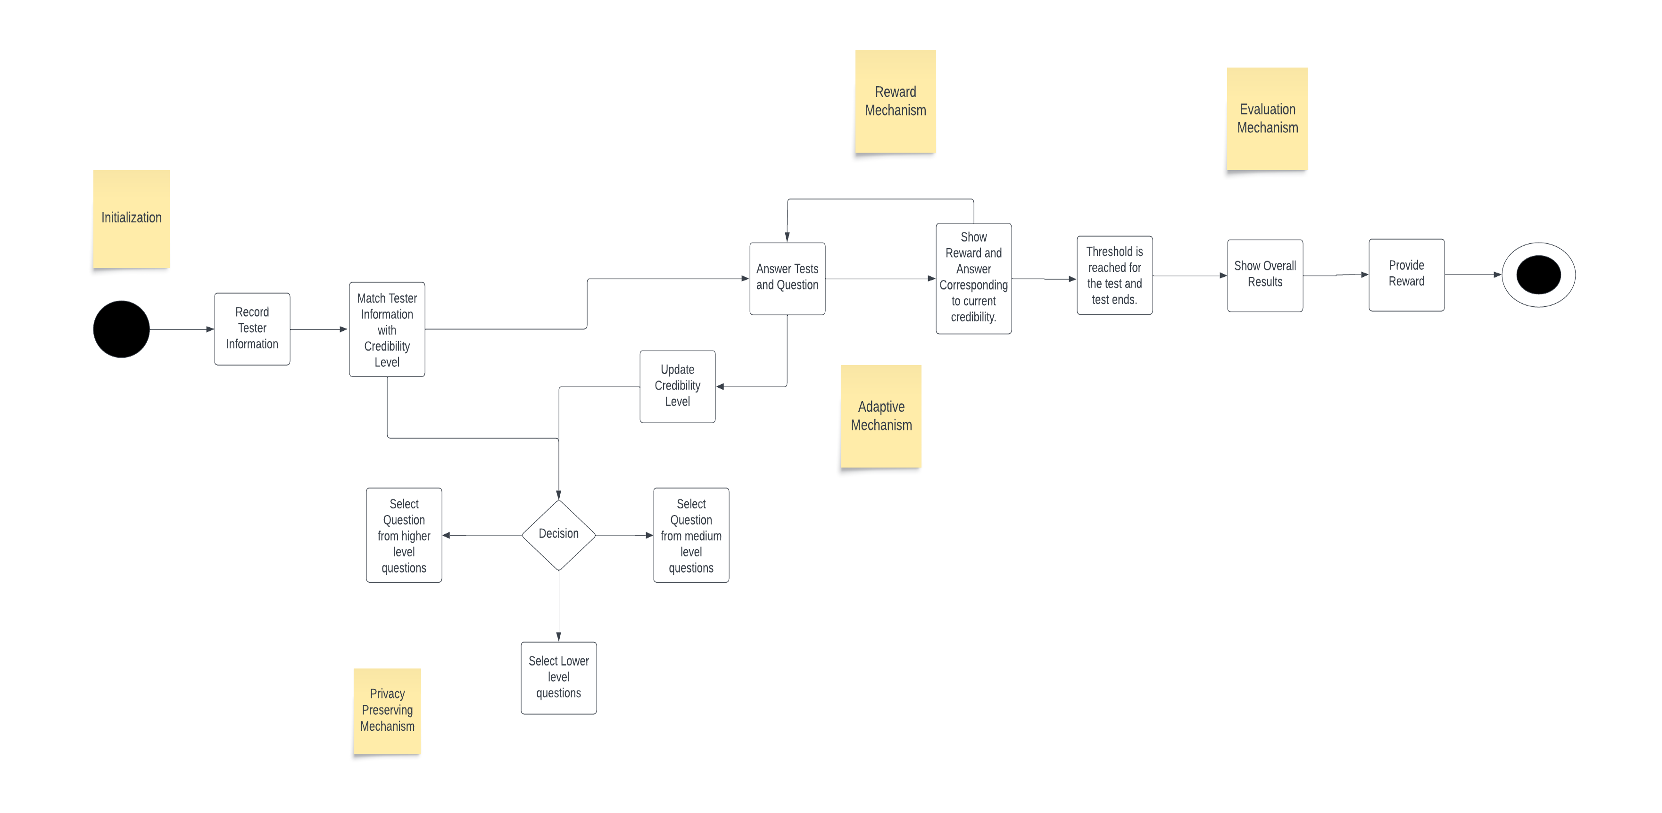 Reward
Mechanism
Evaluation
Mechanism
Initialization
Record
Tester
Information
Match Tester
Information
with
Credibility
Level
Answer Tests
and Question
Show
Reward and
Answer
Corresponding
to current
credibility.
Threshold is
reached for
the test and
test ends.
Show Overall
Results
Provide
Reward
Update
Credibility
Level
Adaptive
Mechanism
Select
Question
from higher
level
questions
Decision
Select
Question
from medium
level
questions
Select Lower
level
questions
Privacy
Preserving
Mechanism